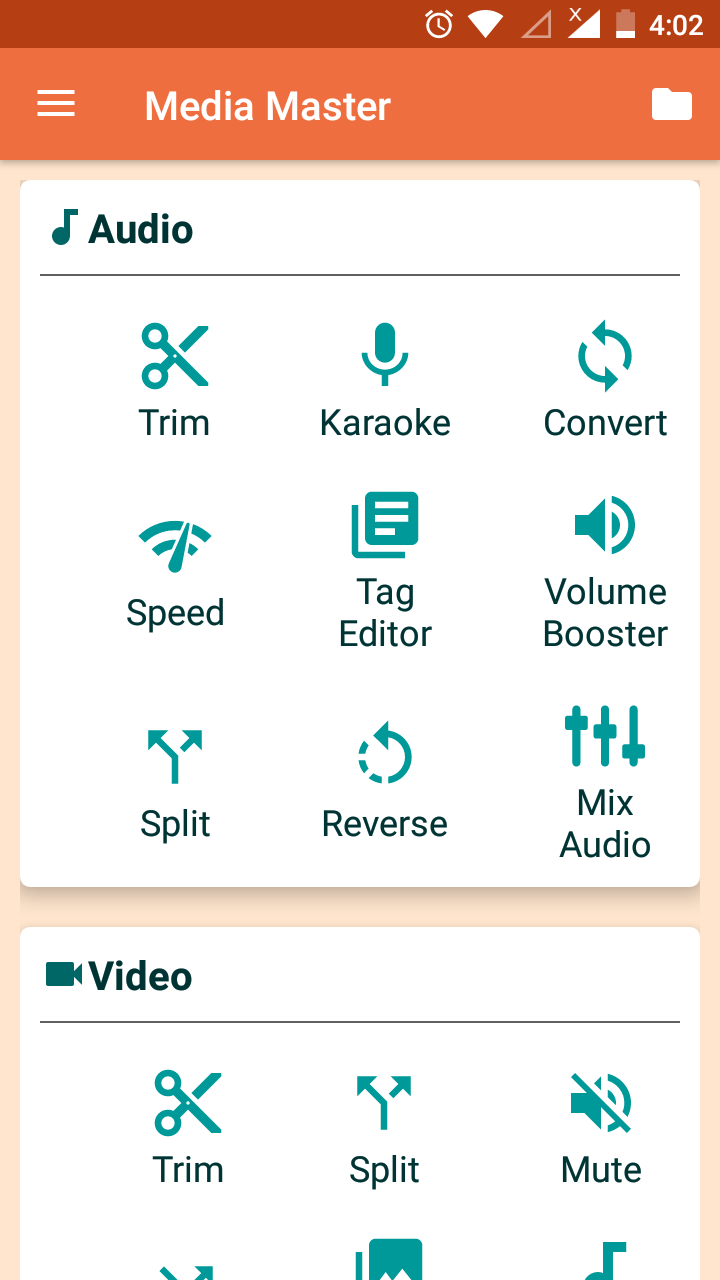 X
4:02
Media Master
Audio
Trim
Karaoke
Convert
Speed
Tag
Editor
Volume
Booster
Split
Reverse
Mix
Audio
Video
Trim
Split
Mute